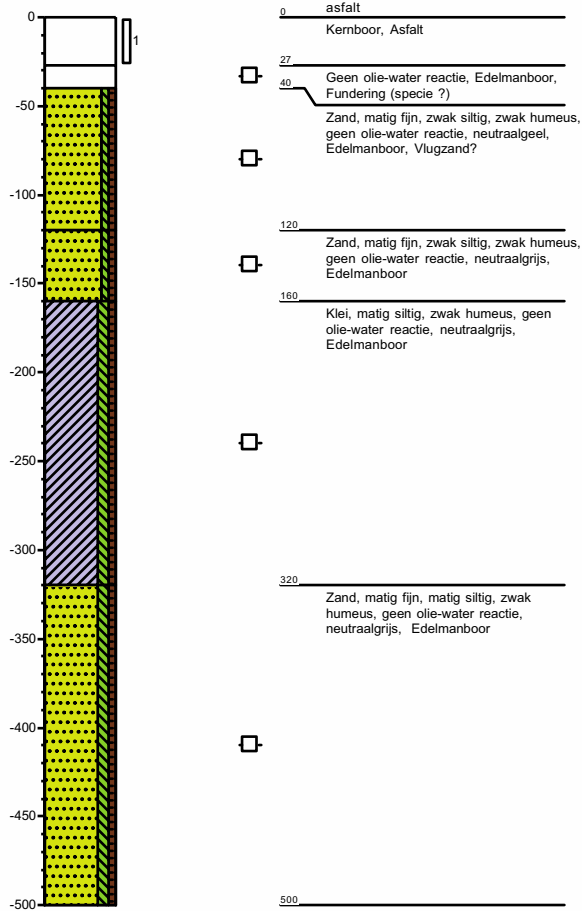 0
-50
-100
-150
-200
-250
-300
-350
-400
-450
-500
1
0
asfalt
Kernboor, Asfalt
27
Geen olie-water reactie, Edelmanboor,
Fundering (specie ?)
40
Zand, matig fijn, zwak siltig, zwak humeus,
geen olie-water reactie, neutraalgeel,
Edelmanboor, Vlugzand?
120
Zand, matig fijn, zwak siltig, zwak humeus,
geen olie-water reactie, neutraalgrijs,
Edelmanboor
160
Klei, matig siltig, zwak humeus, geen
olie-water reactie, neutraalgrijs,
Edelmanboor
320
Zand, matig fijn, matig siltig, zwak
humeus, geen olie-water reactie,
neutraalgrijs, Edelmanboor
500